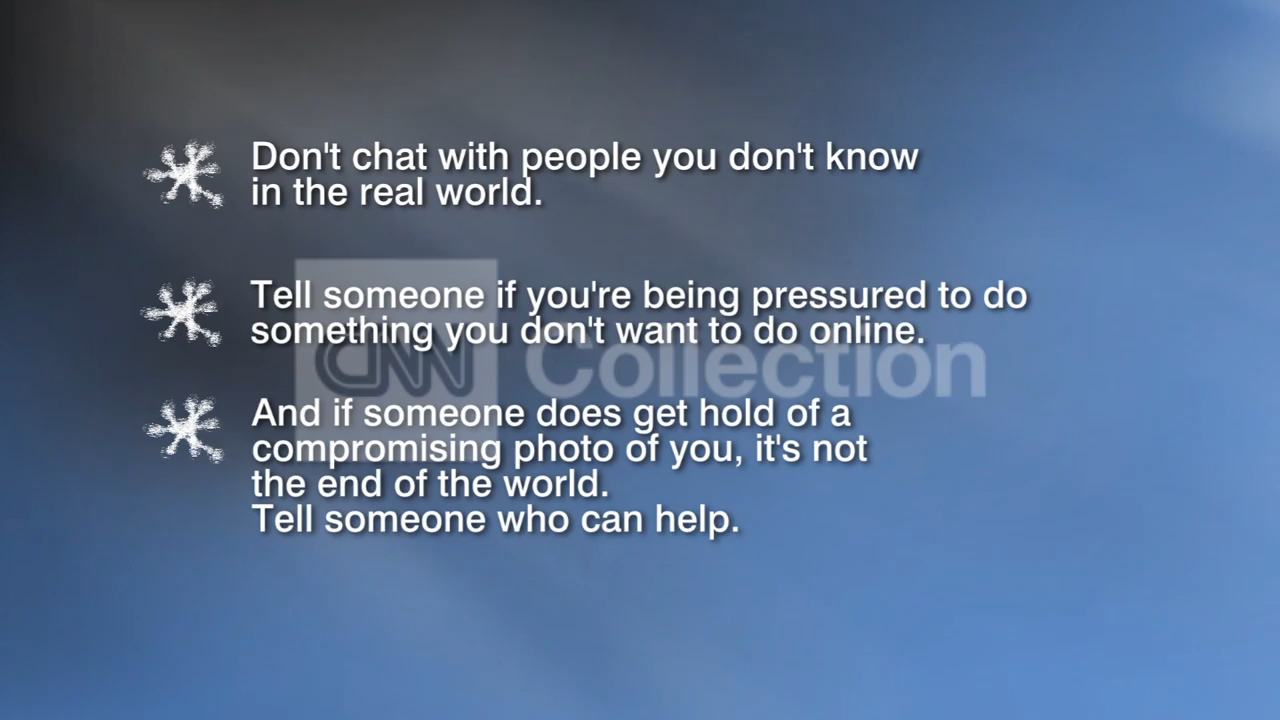 Don't chat with people you don't know
in the real world.
Tell someone if you're being pressured to do
something you don't want to do online.
CNN Collection
And if someone does get hold of a
compromising photo of you, it's not
the end of the world.
Tell someone who can help.